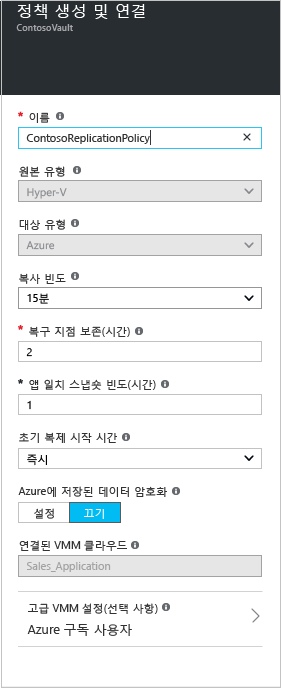 정책 생성 및 연결
ContosoVault
* 이름
ContosoReplicationPolicy
원본 유형
Hyper-V
대상 유형
Azure
복사 빈도
15분
* 복구 지점 보존(시간)
2
* 앱 일치 스냅숏 빈도(시간)
1
초기 복제 시작 시간
즉시
Azure에 저장된 데이터 암호화
설정 끄기
연결된 VMM 클라우드
Sales_Application
고급 VMM 설정(선택 사항)
Azure 구독 사용자